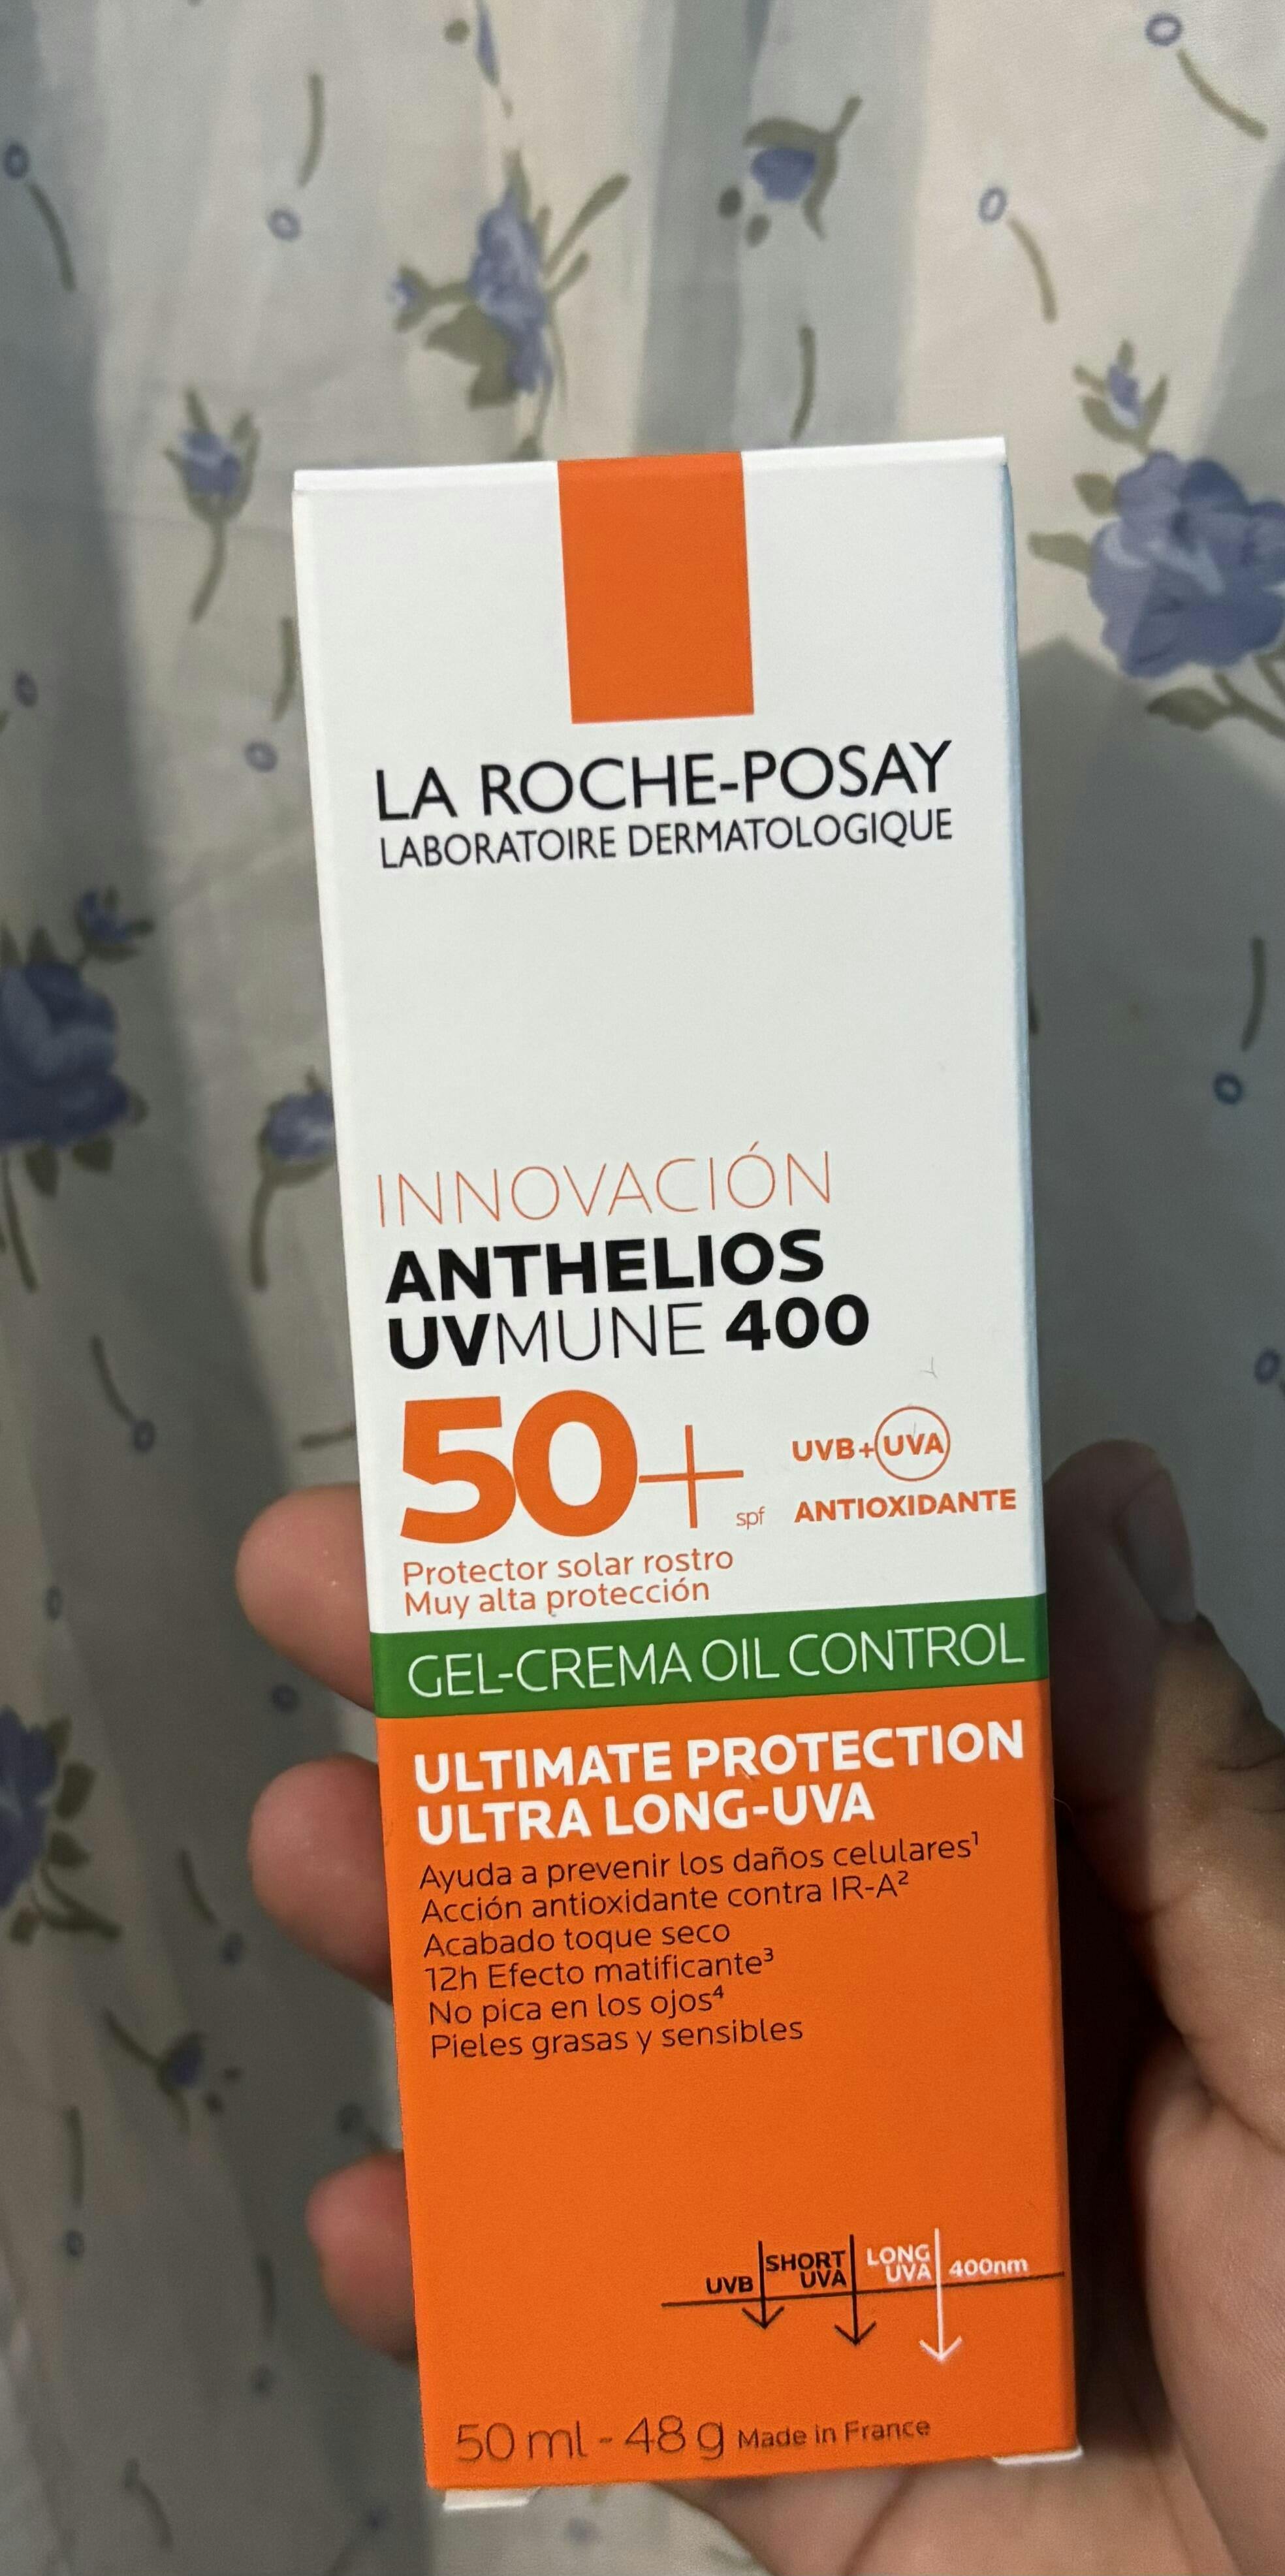 LA ROCHE-POSAY
LABORATOIRE DERMATOLOGIQUE
INNOVACIÓN
ANTHELIOS
UVMUNE 400
50+ spf
UVB+UVA
ANTIOXIDANTE
Protector solar rostro
Muy alta protección
GEL-CREMA OIL CONTROL
ULTIMATE PROTECTION
ULTRA LONG-UVA
Ayuda a prevenir los daños celulares¹
Acción antioxidante contra IR-A²
Acabado toque seco
12h Efecto matificante³
No pica en los ojos⁴
Pieles grasas y sensibles
UVB
SHORT
UVA
LONG
UVA
400nm
50 ml - 48 g Made in France